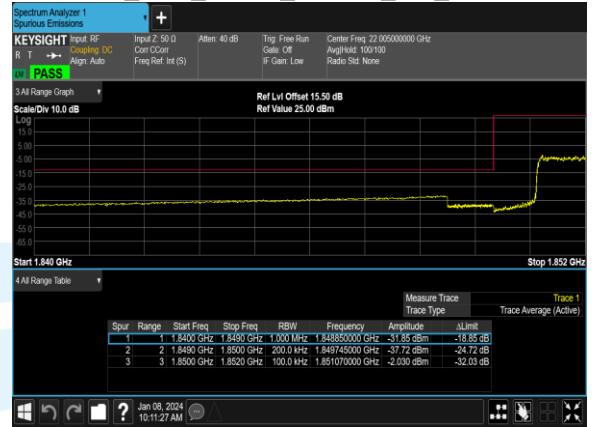 Spectrum Analyzer 1
Spurious Emissions
+
KEYSIGHT Input: RF Input Z: 50 Ω Atten: 40 dB Trig: Free Run Center Freq: 22.005000000 GHz
R T Coupling: DC Corr CCorr Gate: Off Avg|Hold: 100/100
Align: Auto Freq Ref: Int (S) IF Gain: Low Radio Std: None
PASS
3 All Range Graph
Ref Lvl Offset 15.50 dB
Scale/Div 10.0 dB Ref Value 25.00 dBm
Log
15.0
5.00
-5.00
-15.0
-25.0
-35.0
-45.0
-55.0
-65.0
Start 1.840 GHz Stop 1.852 GHz
4 All Range Table
Measure Trace Trace 1
Trace Type Trace Average (Active)
Spur Range Start Freq Stop Freq RBW Frequency Amplitude ΔLimit
1 1 1.8400 GHz 1.8490 GHz 1.000 MHz 1.848850000 GHz -31.85 dBm -18.85 dB
2 2 1.8490 GHz 1.8500 GHz 200.0 kHz 1.849745000 GHz -37.72 dBm -24.72 dB
3 3 1.8500 GHz 1.8520 GHz 100.0 kHz 1.851070000 GHz -2.030 dBm -32.03 dB
? Jan 08, 2024
10:11:27 AM